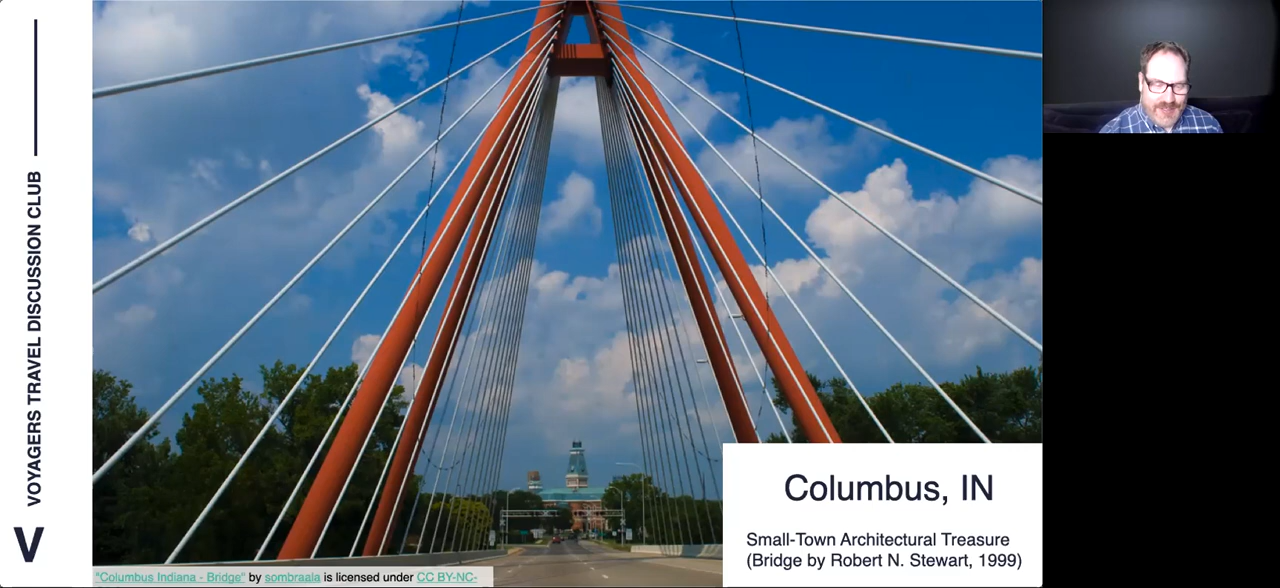 VOYAGERS TRAVEL DISCUSSION CLUB
V
Columbus, IN
Small-Town Architectural Treasure
(Bridge by Robert N. Stewart, 1999)
"Columbus Indiana - Bridge" by sombraala is licensed under CC BY-NC-